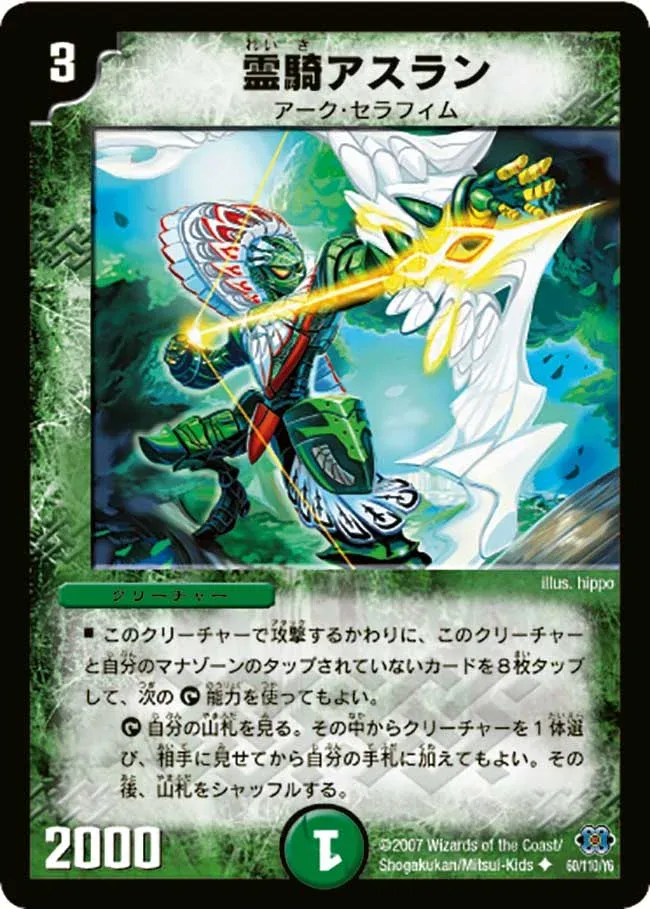 3
霊騎アスラン
れいき
アーク・セラフィム
illus. hippo
クリーチャー
■ このクリーチャーで攻撃するかわりに、このクリーチャー
と自分のマナゾーンのタップされていないカードを8枚タップ
して、次の 能力を使ってもよい。
自分の山札を見る。その中からクリーチャーを1体選
び、相手に見せてから自分の手札に加えてもよい。その
後、山札をシャッフルする。
2000
1
©2007 Wizards of the Coast/
Shogakukan/Mitsui-Kids ◆ 60/110/Y6